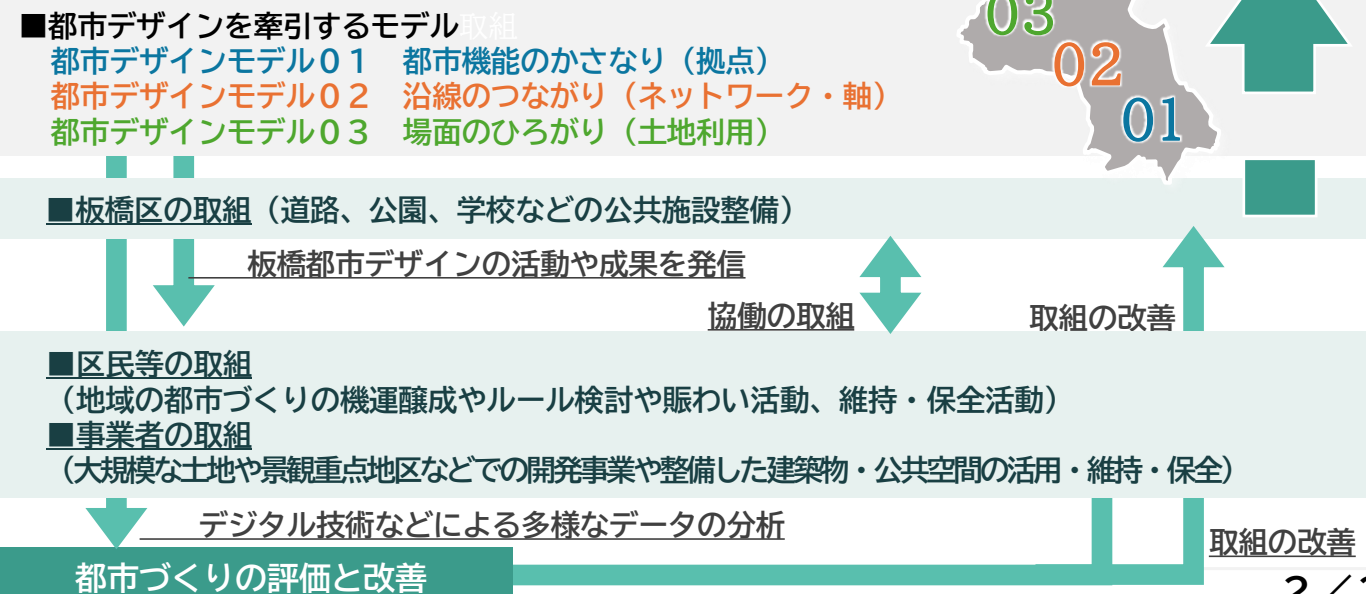 ■都市デザインを牽引するモデル取組
都市デザインモデル０１　都市機能のかさなり（拠点）
都市デザインモデル０２　沿線のつながり（ネットワーク・軸）
都市デザインモデル０３　場面のひろがり（土地利用）
03
02
01
■板橋区の取組（道路、公園、学校などの公共施設整備）
板橋都市デザインの活動や成果を発信
協働の取組
取組の改善
■区民等の取組
（地域の都市づくりの機運醸成やルール検討や賑わい活動、維持・保全活動）
■事業者の取組
（大規模な土地や景観重点地区などでの開発事業や整備した建築物・公共空間の活用・維持・保全）
デジタル技術などによる多様なデータの分析
取組の改善
都市づくりの評価と改善